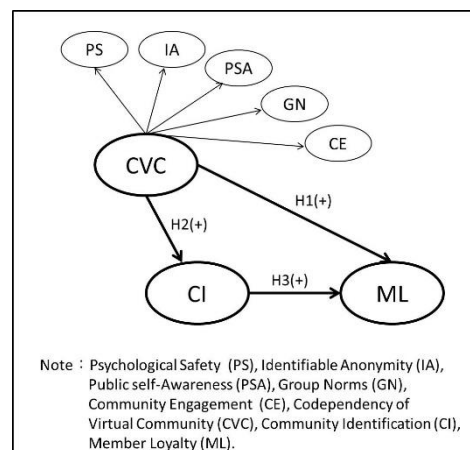 PS
IA
PSA
GN
CE
CVC
H1(+)
H2(+)
CI
H3(+)
ML
Note : Psychological Safety (PS), Identifiable Anonymity (IA),
Public self-Awareness (PSA), Group Norms (GN),
Community Engagement (CE), Codependency of
Virtual Community (CVC), Community Identification (CI),
Member Loyalty (ML).